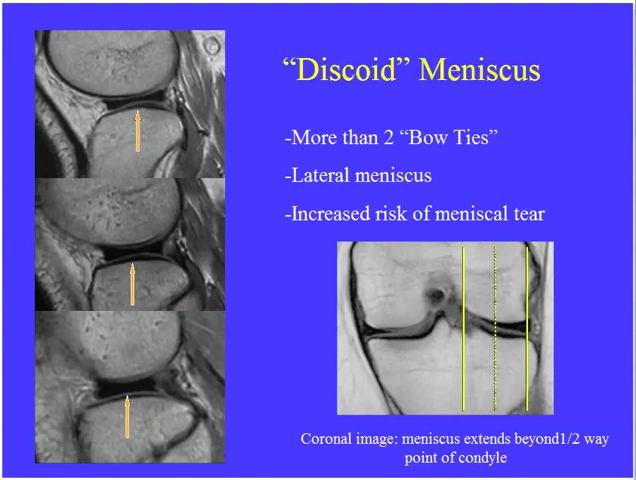 “Discoid” Meniscus
-More than 2 “Bow Ties”
-Lateral meniscus
-Increased risk of meniscal tear
Coronal image: meniscus extends beyond1/2 way
point of condyle